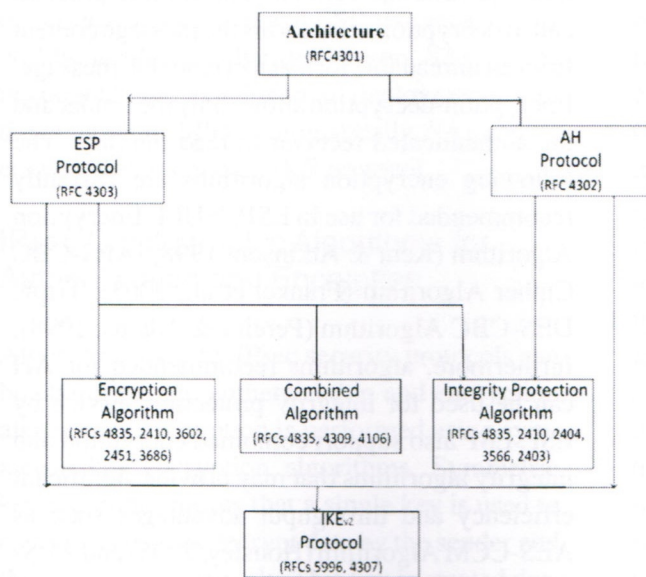 Architecture
(RFC4301)
ESP
Protocol
(RFC 4303)
AH
Protocol
(RFC 4302)
Encryption
Algorithm
(RFCs 4835, 2410, 3602,
2451, 3686)
Combined
Algorithm
(RFCs 4835,4309, 4106)
Integrity Protection
Algorithm
(RFCs 4835, 2410, 2404,
3566, 2403)
IKEv2
Protocol
(RFCs 5996, 4307)